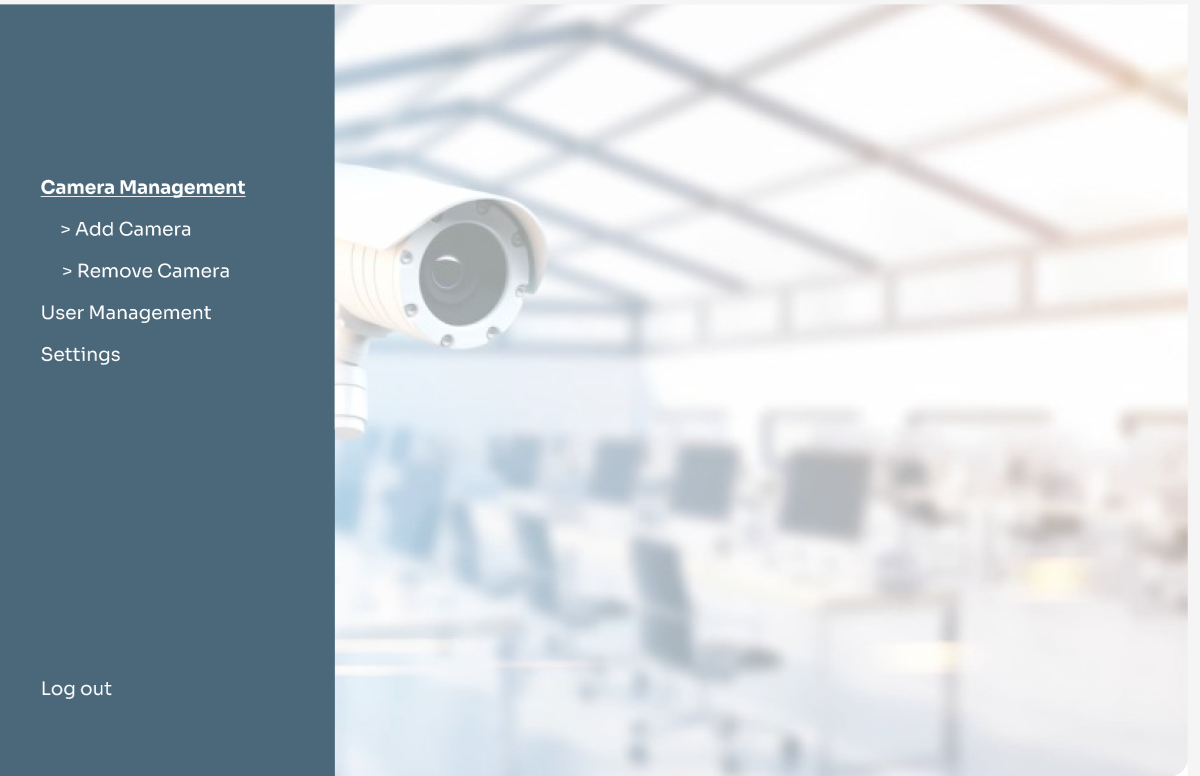 Camera Management
> Add Camera
> Remove Camera
User Management
Settings
Log out